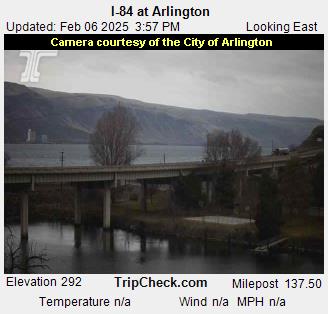 I-84 at Arlington
Updated: Feb 06 2025 3:57 PM Looking East
Camera courtesy of the City of Arlington
Elevation 292 TripCheck.com Milepost 137.50
Temperature n/a Wind n/a MPH n/a